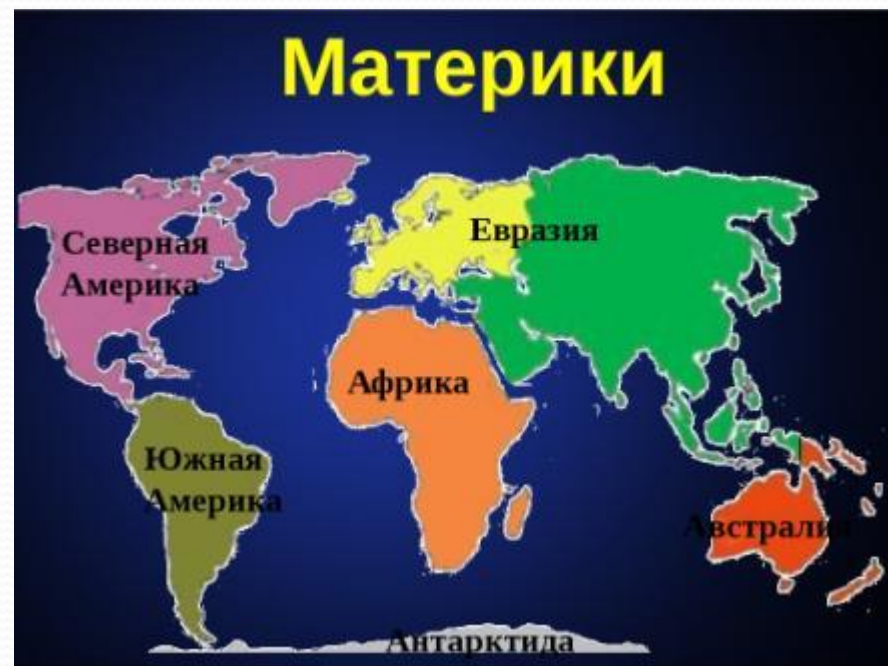 Материки
Евразия
Северная
Америка
Африка
Южная
Америка
Австралия
Антарктида